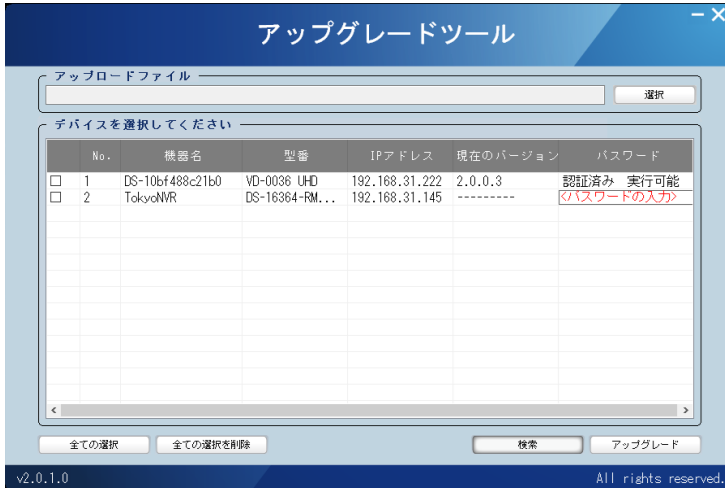 アップグレードツール
アップロードファイル
選択
デバイスを選択してください
No. 機器名 型番 IPアドレス 現在のバージョン パスワード
1 DS-10bf488c21b0 VD-0036 UHD 192.168.31.222 2.0.0.3 認証済み 実行可能
2 TokyoNVR DS-16364-RM... 192.168.31.145 --------- <パスワードの入力>
全ての選択 全ての選択を削除 検索 アップグレード
v2.0.1.0 All rights reserved.